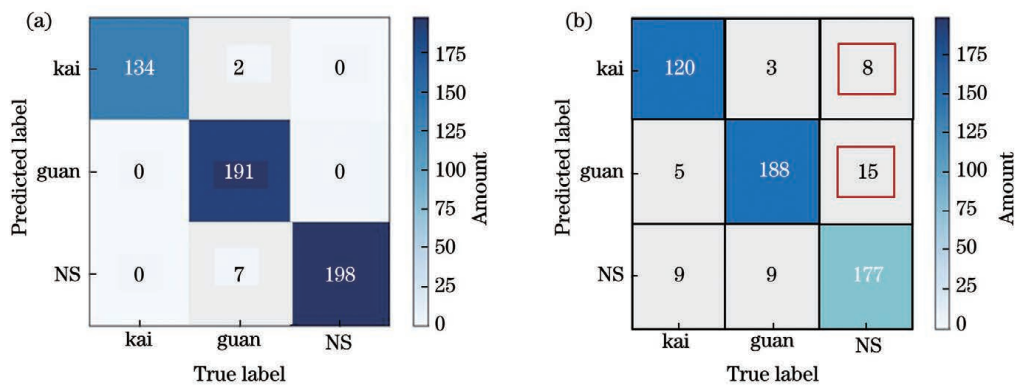 (a)
kai
guan
NS
Predicted label
134 2 0
0 191 0
0 7 198
kai guan NS
True label
175
150
125
100
75
50
25
0
Amount
(b)
kai
guan
NS
Predicted label
120 3 8
5 188 15
9 9 177
kai guan NS
True label
175
150
125
100
75
50
25
0
Amount